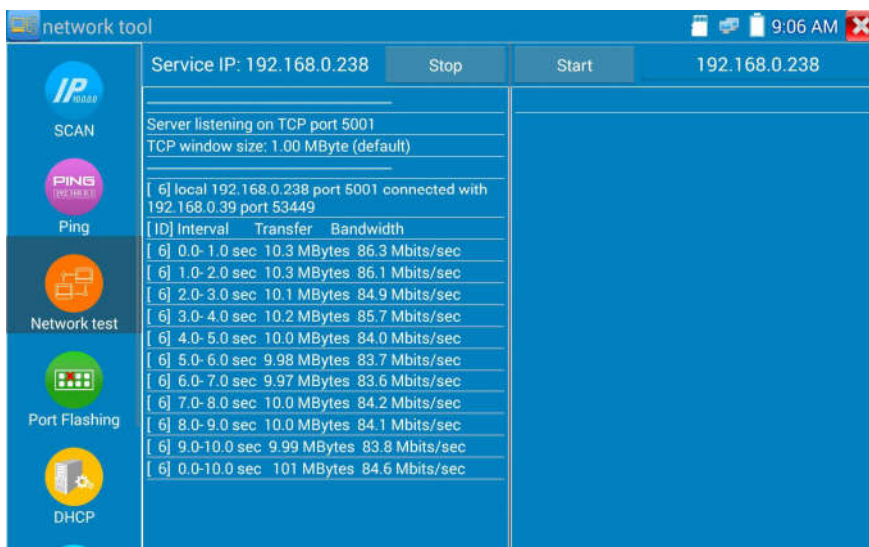 network tool
9:06 AM
Service IP: 192.168.0.238
Stop
Start
192.168.0.238
IP
SCAN
PING
Ping
Network test
Port Flashing
DHCP
Server listening on TCP port 5001
TCP window size: 1.00 MByte (default)
[ 6] local 192.168.0.238 port 5001 connected with
192.168.0.39 port 53449
[ ID] Interval Transfer Bandwidth
[ 6] 0.0- 1.0 sec 10.3 MBytes 86.3 Mbits/sec
[ 6] 1.0- 2.0 sec 10.3 MBytes 86.1 Mbits/sec
[ 6] 2.0- 3.0 sec 10.1 MBytes 84.9 Mbits/sec
[ 6] 3.0- 4.0 sec 10.2 MBytes 85.7 Mbits/sec
[ 6] 4.0- 5.0 sec 10.0 MBytes 84.0 Mbits/sec
[ 6] 5.0- 6.0 sec 9.98 MBytes 83.7 Mbits/sec
[ 6] 6.0- 7.0 sec 9.97 MBytes 83.6 Mbits/sec
[ 6] 7.0- 8.0 sec 10.0 MBytes 84.2 Mbits/sec
[ 6] 8.0- 9.0 sec 10.0 MBytes 84.1 Mbits/sec
[ 6] 9.0-10.0 sec 9.99 MBytes 83.8 Mbits/sec
[ 6] 0.0-10.0 sec 101 MBytes 84.6 Mbits/sec